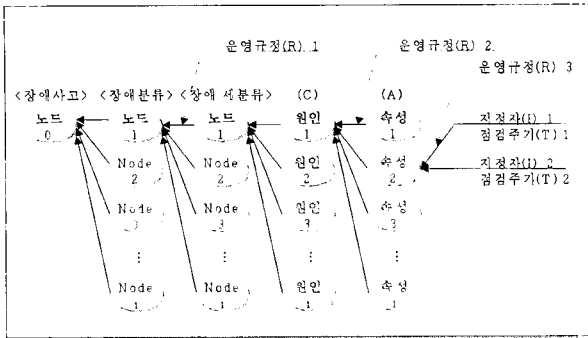 운영규정(R) 1 운영규정(R) 2
운영규정(R) 3
<장애사고> <장애분류> <장애 세분류> (C) (A)
노드 노드 노드 원인 속성 지정자(I) 1
0 1 1 1 1 점검주기(T) 1
Node Node 원인 속성 지정자(I) 2
2 2 2 2 점검주기(T) 2
Node Node 원인 속성
3 3 3 3
⋮ ⋮ ⋮ ⋮
Node Node 원인 속성
1 1 1 1